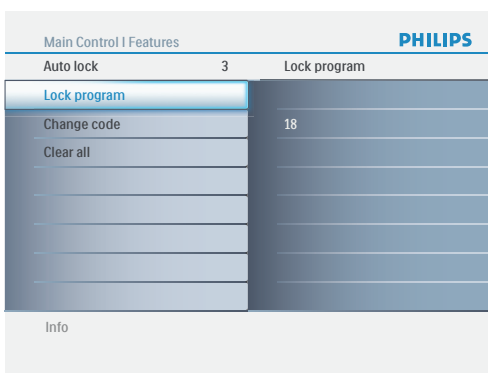 Main Control I Features
PHILIPS
Auto lock 3
Lock program
Lock program
Change code
18
Clear all
Info